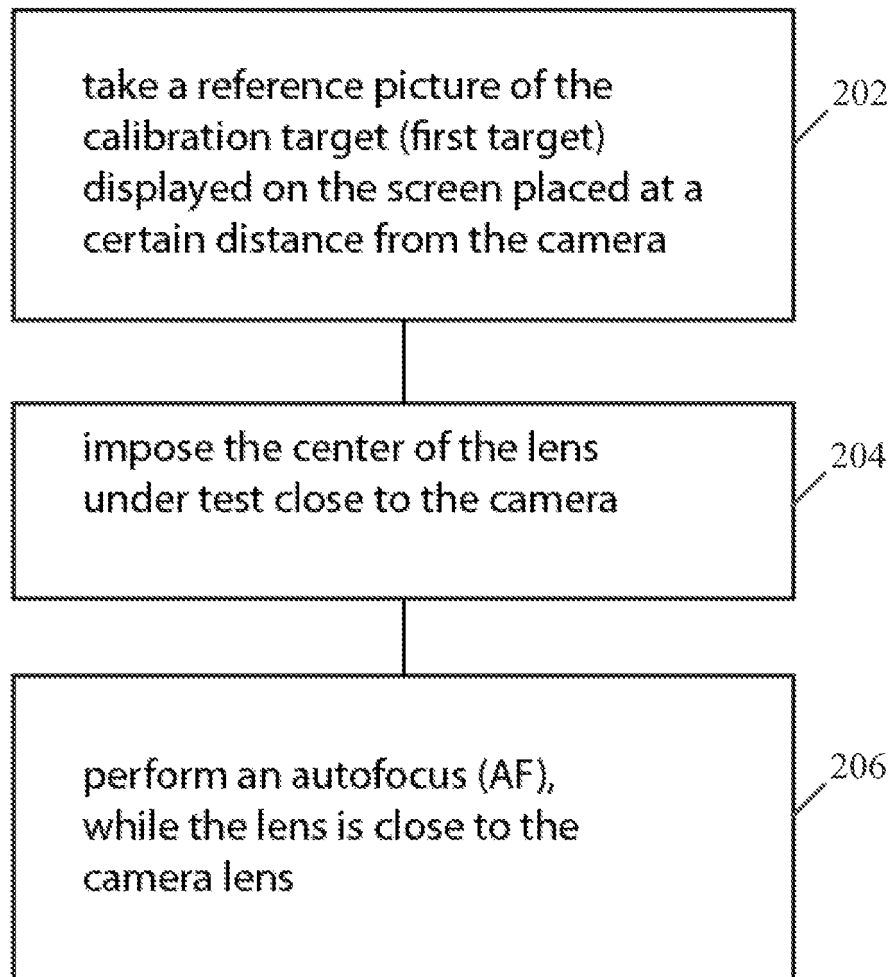 take a reference picture of the
calibration target (first target)
displayed on the screen placed at a
certain distance from the camera
202
impose the center of the lens
under test close to the camera
204
perform an autofocus (AF),
while the lens is close to the
camera lens
206